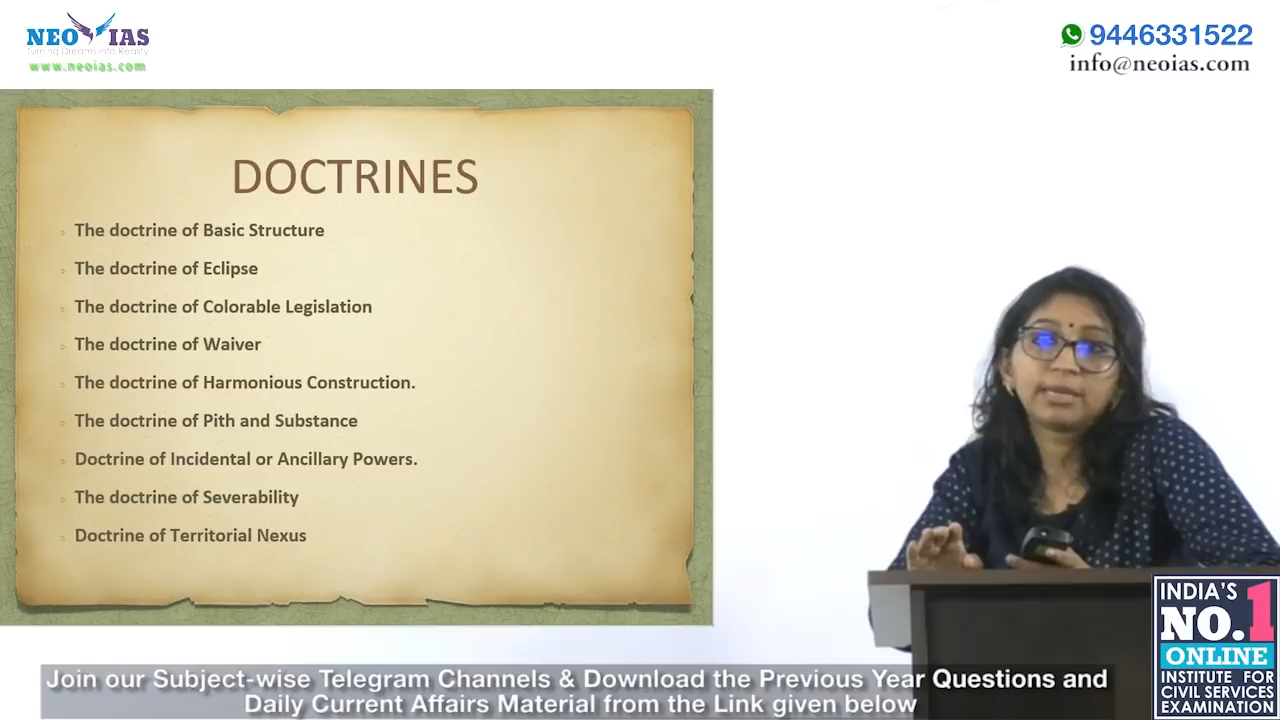 NEO IAS
Turning Dreams into Reality
www.neoias.com
9446331522
info@neoias.com
DOCTRINES
The doctrine of Basic Structure
The doctrine of Eclipse
The doctrine of Colorable Legislation
The doctrine of Waiver
The doctrine of Harmonious Construction.
The doctrine of Pith and Substance
Doctrine of Incidental or Ancillary Powers.
The doctrine of Severability
Doctrine of Territorial Nexus
INDIA'S
NO.1
ONLINE
INSTITUTE FOR
CIVIL SERVICES
EXAMINATION
Join our Subject-wise Telegram Channels & Download the Previous Year Questions and
Daily Current Affairs Material from the Link given below